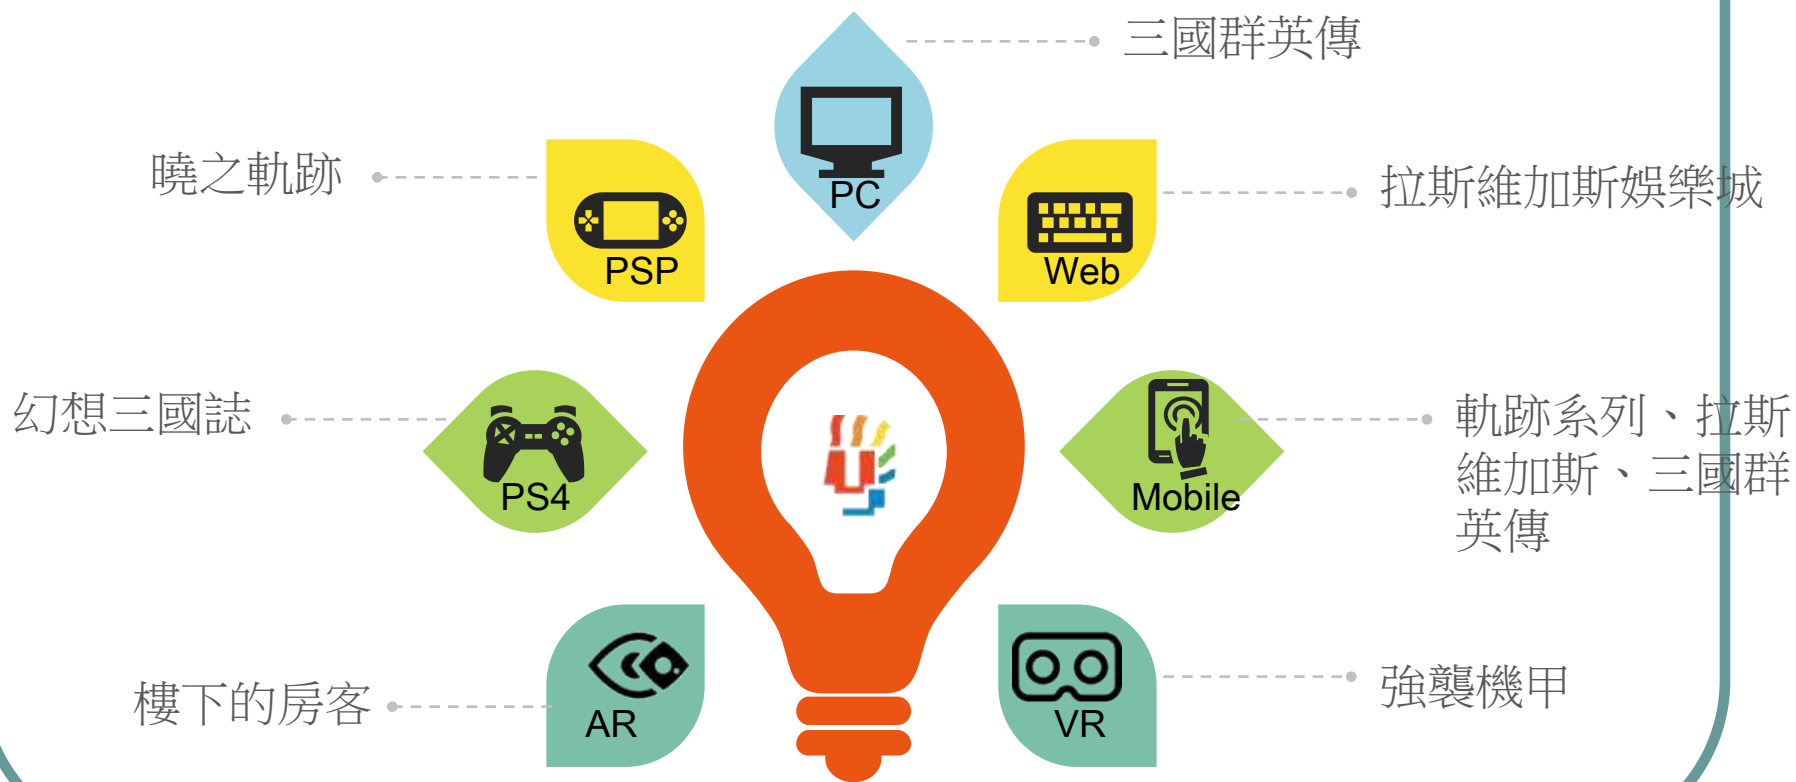 三國群英傳
PC
曉之軌跡
PSP
拉斯維加斯娛樂城
Web
幻想三國誌
PS4
軌跡系列、拉斯
維加斯、三國群
英傳
Mobile
樓下的房客
AR
強襲機甲
VR